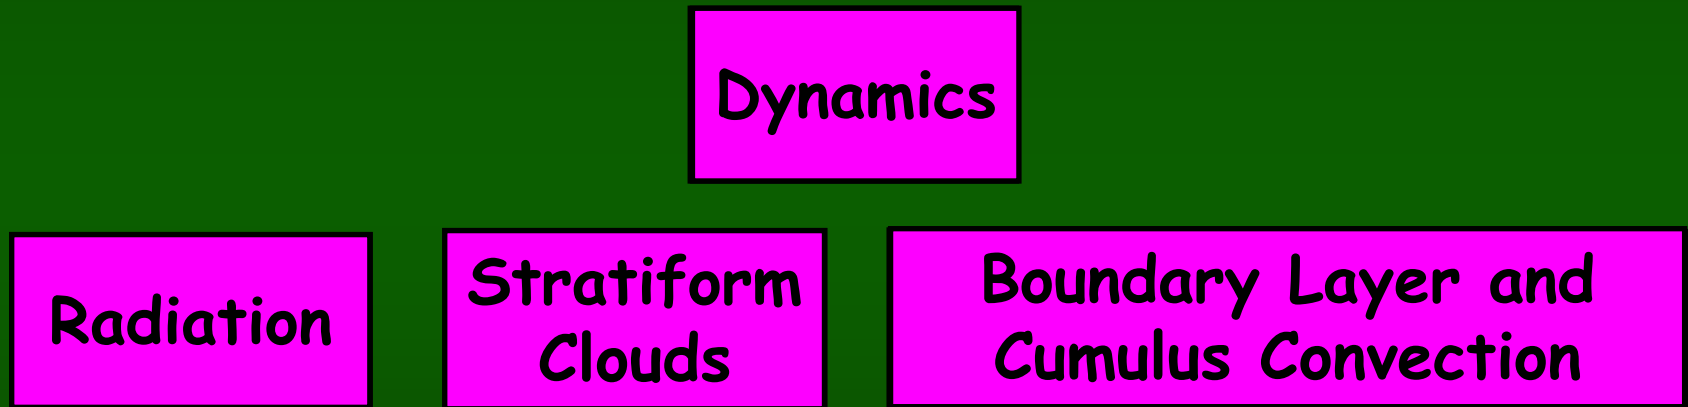 Dynamics
Radiation
Stratiform
Clouds
Boundary Layer and
Cumulus Convection